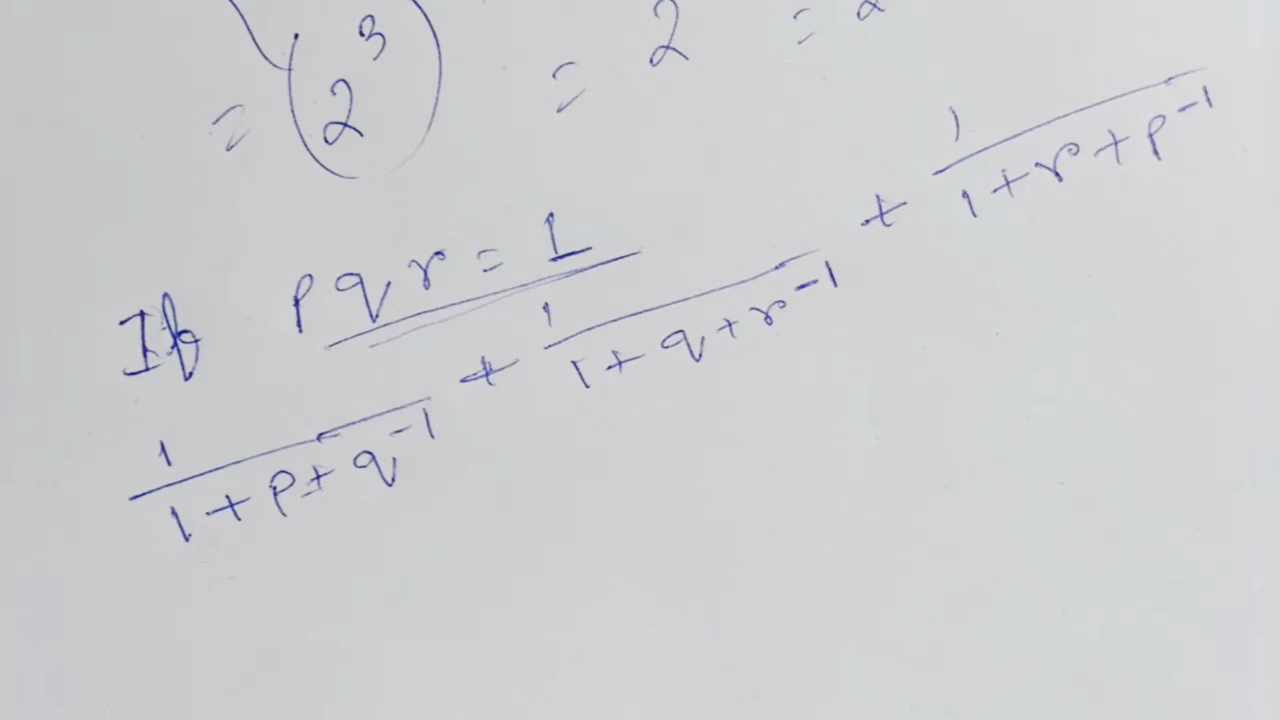 = (2^3) = 2 =
If pqr = 1
1/(1+p+q^-1) + 1/(1+q+r^-1) + 1/(1+r+p^-1)